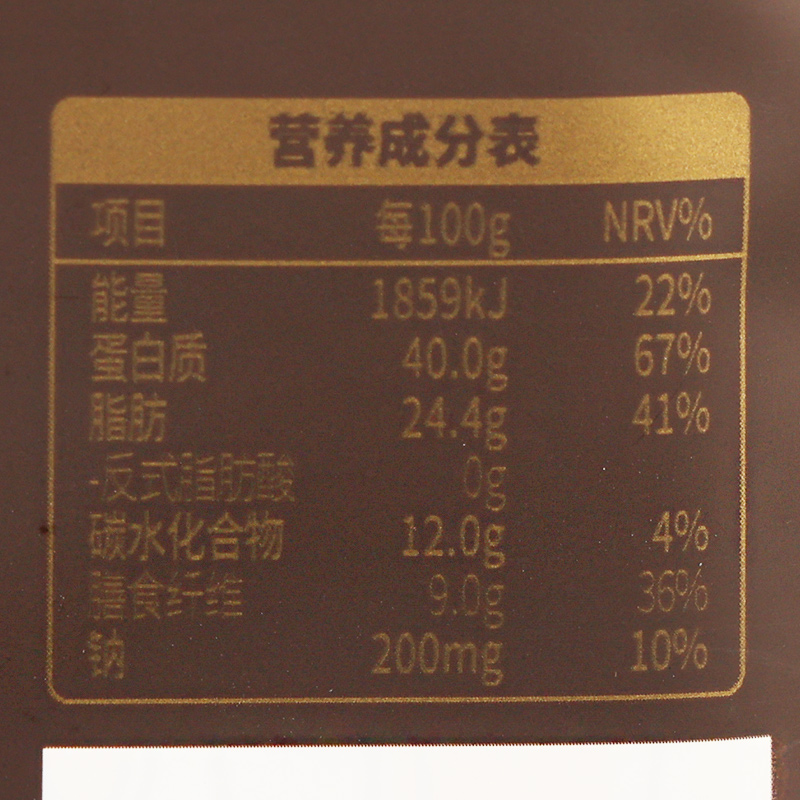 营养成分表
项目 每100g NRV%
能量 1859kJ 22%
蛋白质 40.0g 67%
脂肪 24.4g 41%
-反式脂肪酸 0g
碳水化合物 12.0g 4%
膳食纤维 9.0g 36%
钠 200mg 10%